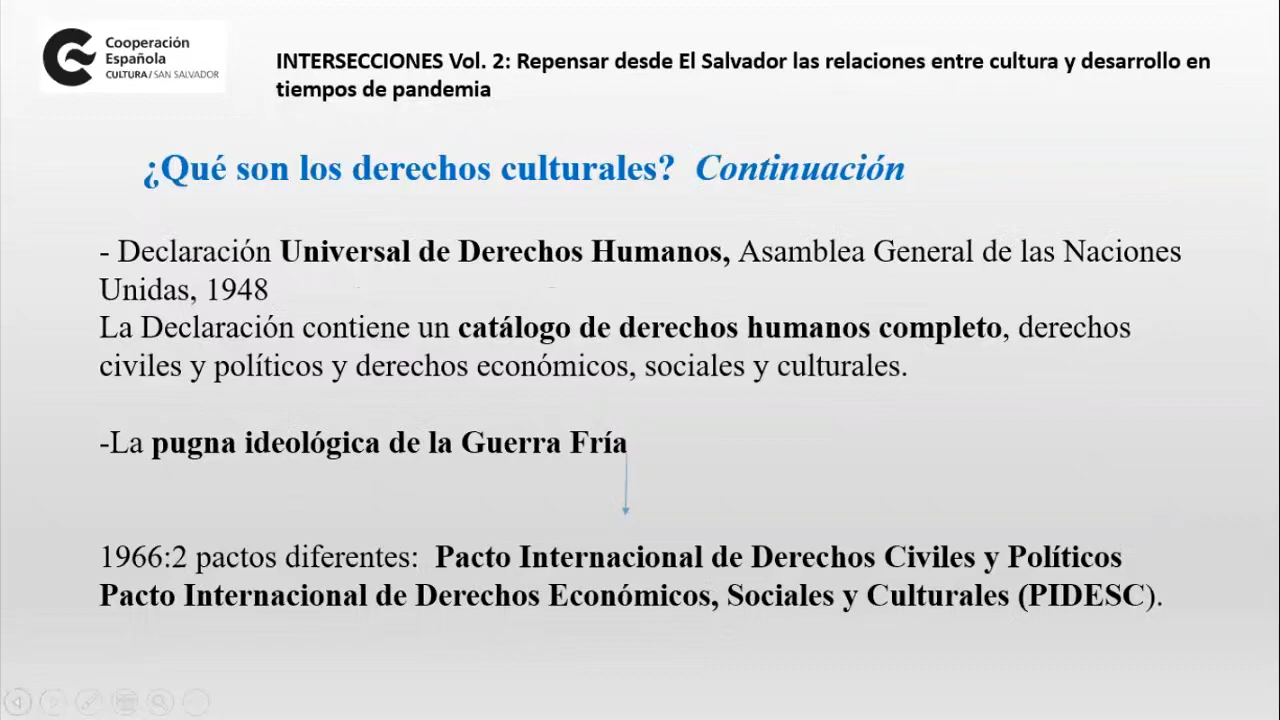 Cooperación
Española
CULTURA/SAN SALVADOR
INTERSECCIONES Vol. 2: Repensar desde El Salvador las relaciones entre cultura y desarrollo en
tiempos de pandemia
¿Qué son los derechos culturales? Continuación
- Declaración Universal de Derechos Humanos, Asamblea General de las Naciones
Unidas, 1948
La Declaración contiene un catálogo de derechos humanos completo, derechos
civiles y políticos y derechos económicos, sociales y culturales.
-La pugna ideológica de la Guerra Fría
1966:2 pactos diferentes: Pacto Internacional de Derechos Civiles y Políticos
Pacto Internacional de Derechos Económicos, Sociales y Culturales (PIDESC).